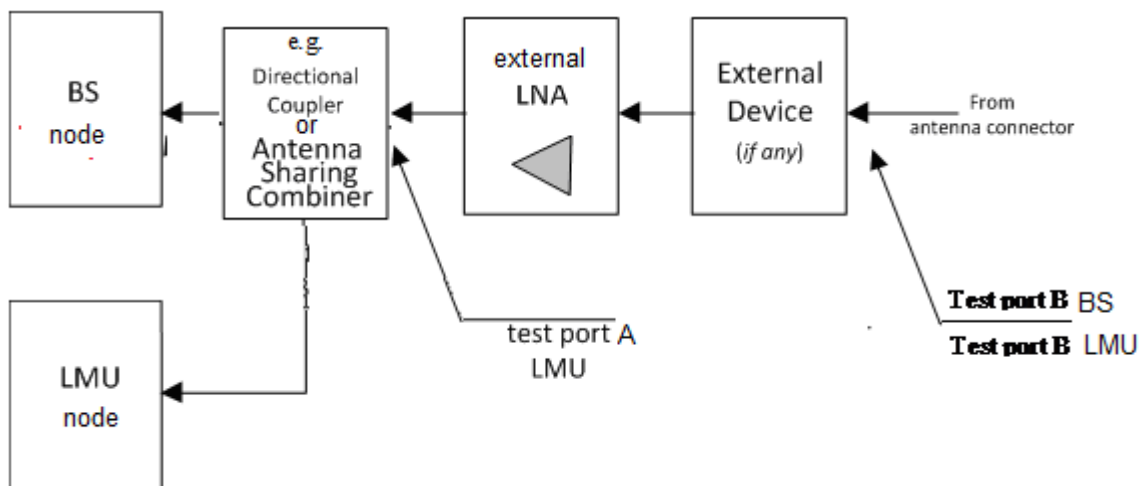 BS
node
e.g.
Directional
Coupler
or
Antenna
Sharing
Combiner
external
LNA
External
Device
(if any)
From
antenna connector
Test port B BS
Test port B LMU
test port A
LMU
LMU
node